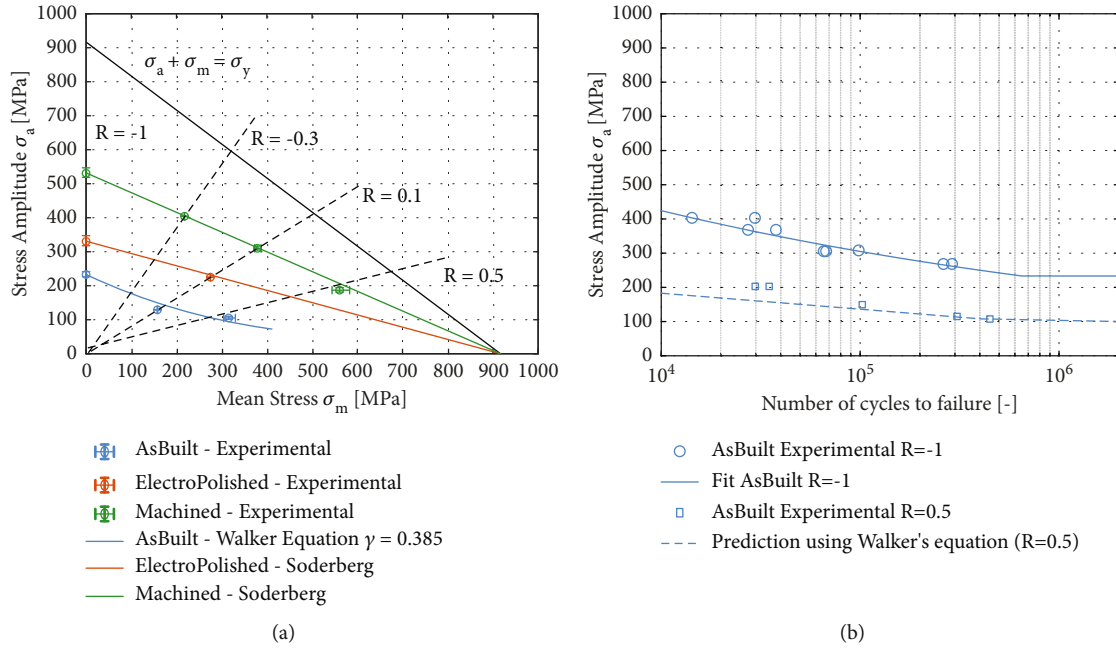 1000
900
800
700
600
500
400
300
200
100
0
Stress Amplitude σa [MPa]
σa + σm = σy
R = -1
R = -0.3
R = 0.1
R = 0.5
0 100 200 300 400 500 600 700 800 900 1000
Mean Stress σm [MPa]
AsBuilt - Experimental
ElectroPolished - Experimental
Machined - Experimental
AsBuilt - Walker Equation γ = 0.385
ElectroPolished - Soderberg
Machined - Soderberg
(a)
1000
900
800
700
600
500
400
300
200
100
0
Stress Amplitude σa [MPa]
10^4 10^5 10^6
Number of cycles to failure [-]
AsBuilt Experimental R=-1
Fit AsBuilt R=-1
AsBuilt Experimental R=0.5
Prediction using Walker's equation (R=0.5)
(b)